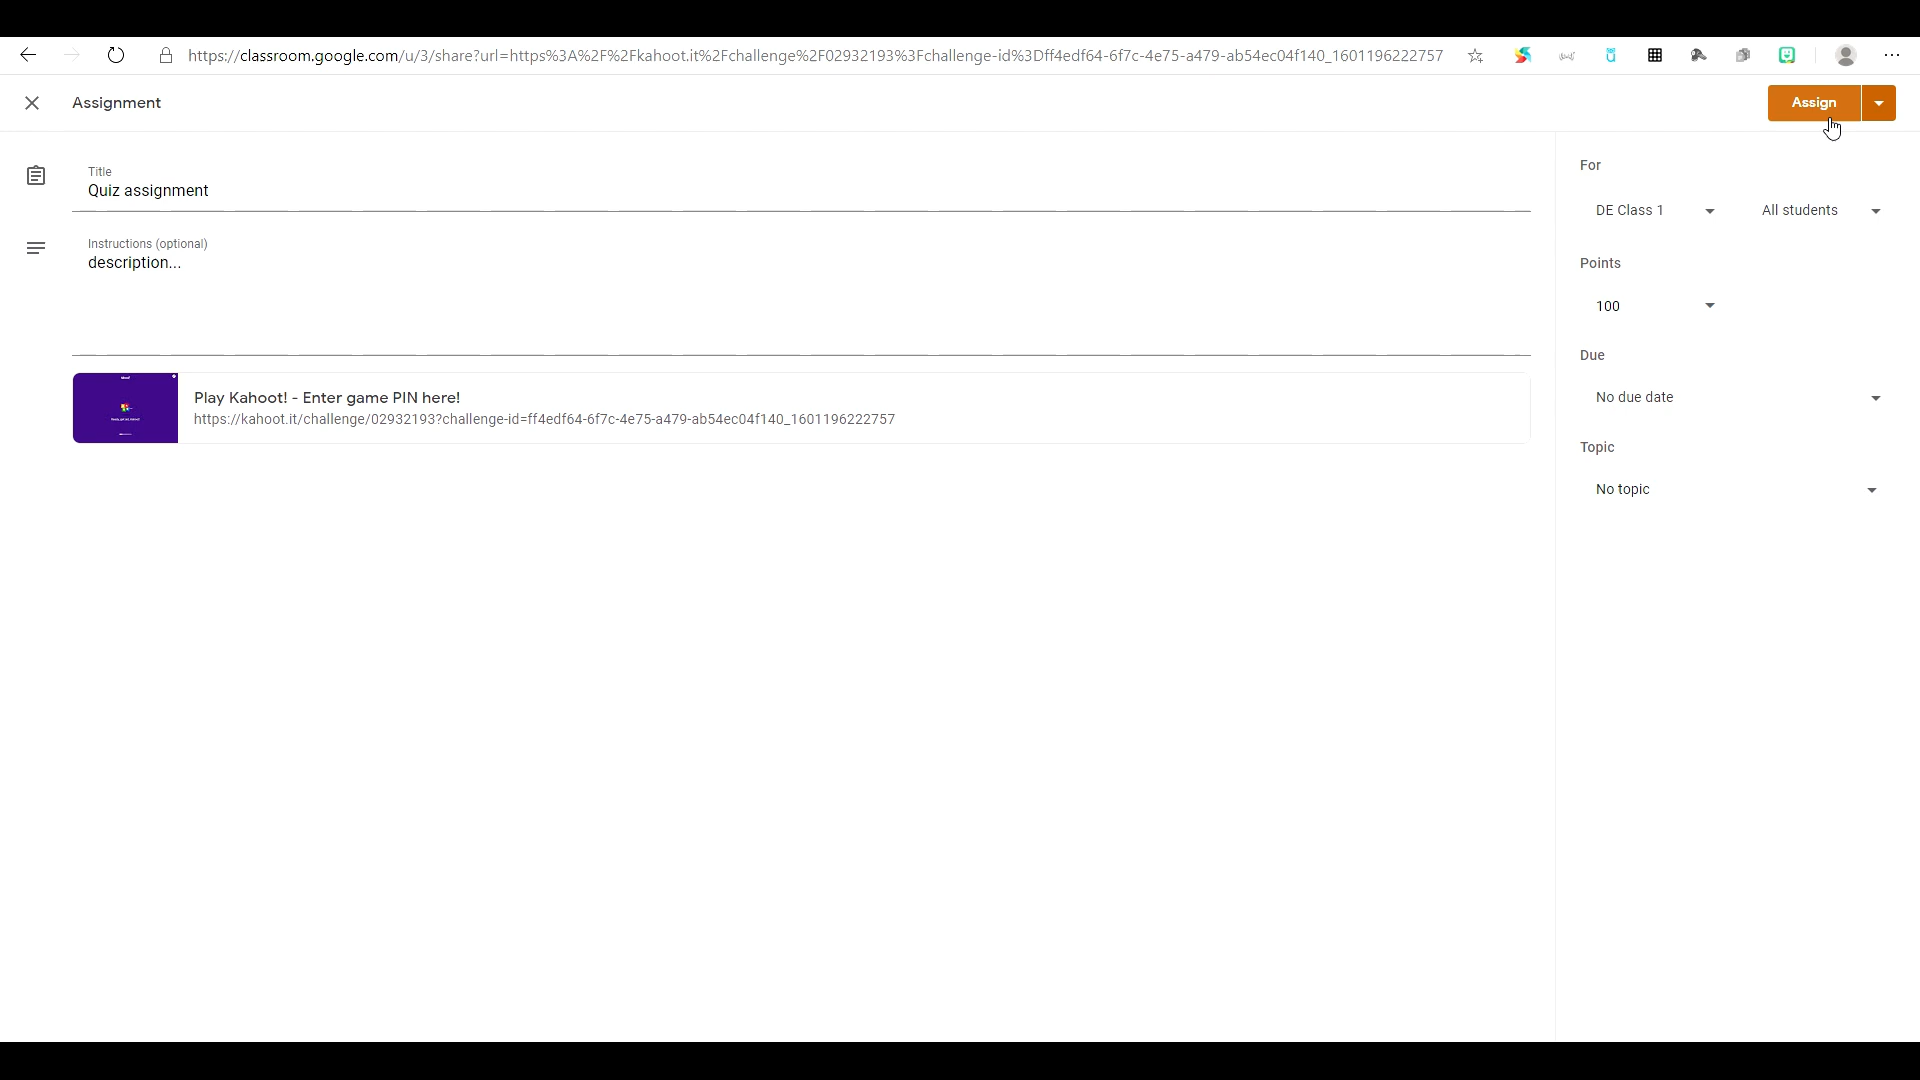 https://classroom.google.com/u/3/share?url=https%3A%2F%2Fkahoot.it%2Fchallenge%2F02932193%3Fchallenge-id%3Dff4edf64-6f7c-4e75-a479-ab54ec04f140_1601196222757
Assignment
Assign
Title
Quiz assignment
Instructions (optional)
description...
Play Kahoot! - Enter game PIN here!
https://kahoot.it/challenge/02932193?challenge-id=ff4edf64-6f7c-4e75-a479-ab54ec04f140_1601196222757
For
DE Class 1
All students
Points
100
Due
No due date
Topic
No topic